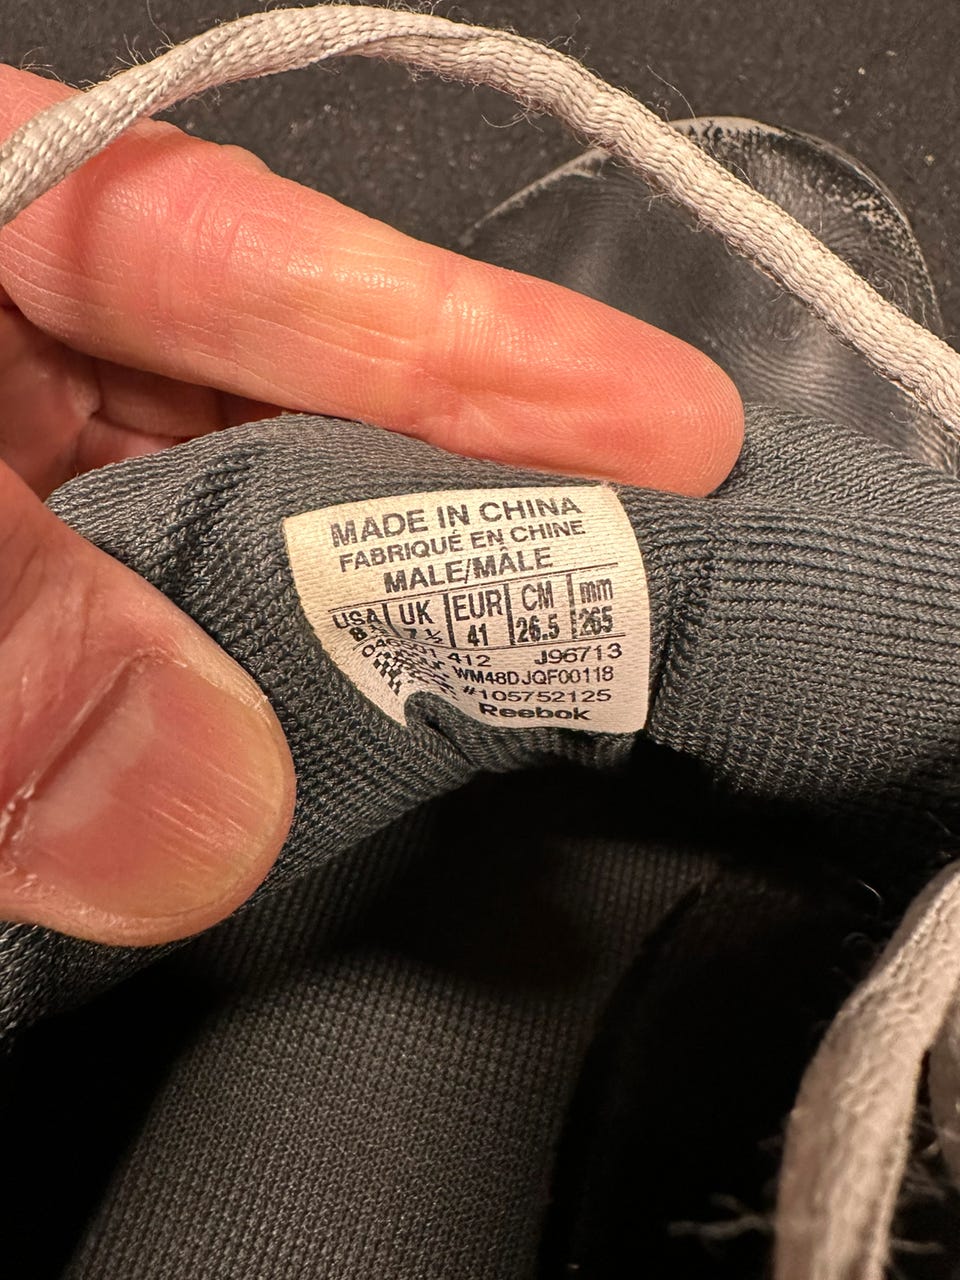 MADE IN CHINA
FABRIQUÉ EN CHINE
MALE/MÂLE
USA UK EUR CM mm
8 7 ½ 41 26.5 265
412 J96713
WM48DJQF00118
#105752125
Reebok